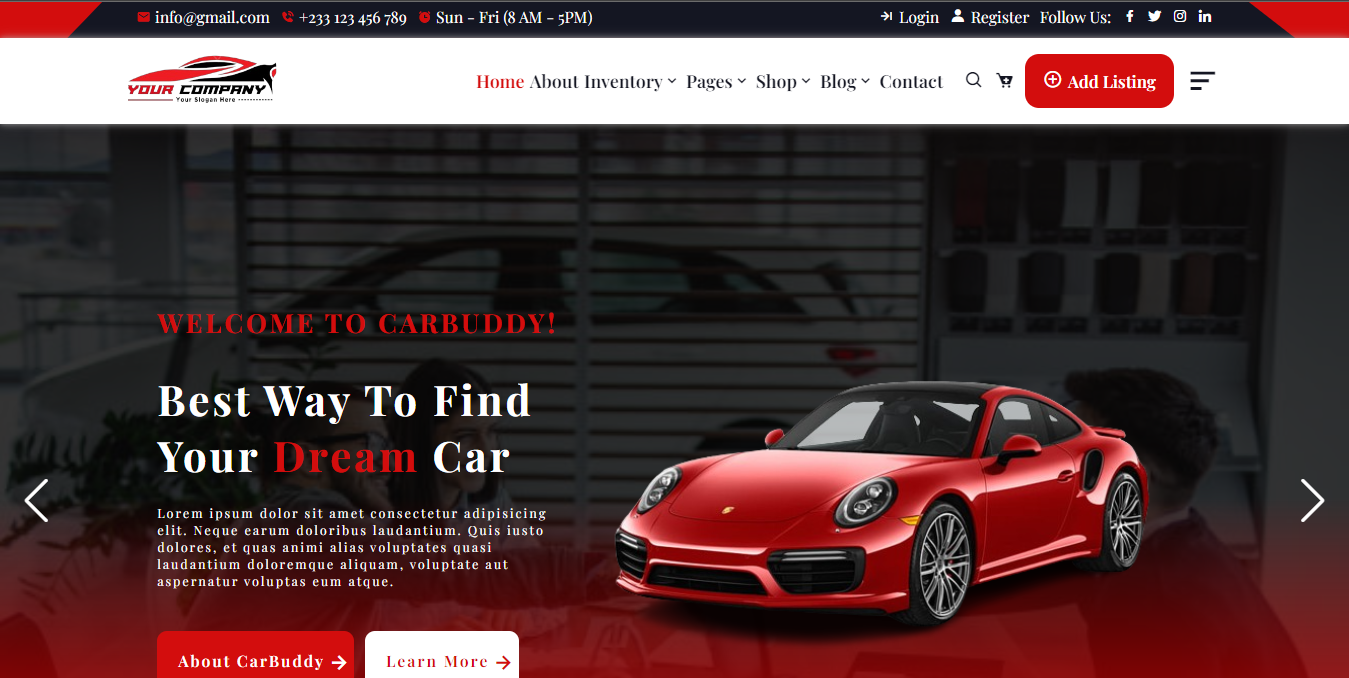 info@gmail.com +233 123 456 789 Sun - Fri (8 AM - 5PM) Login Register Follow Us:
YOUR COMPANY
Your Slogan Here
Home About Inventory Pages Shop Blog Contact Add Listing
WELCOME TO CARBUDDY!
Best Way To Find
Your Dream Car
Lorem ipsum dolor sit amet consectetur adipisicing
elit. Neque earum doloribus laudantium. Quis iusto
dolores, et quas animi alias voluptates quasi
laudantium doloremque aliquam, voluptate aut
aspernatur voluptas eum atque.
About CarBuddy Learn More